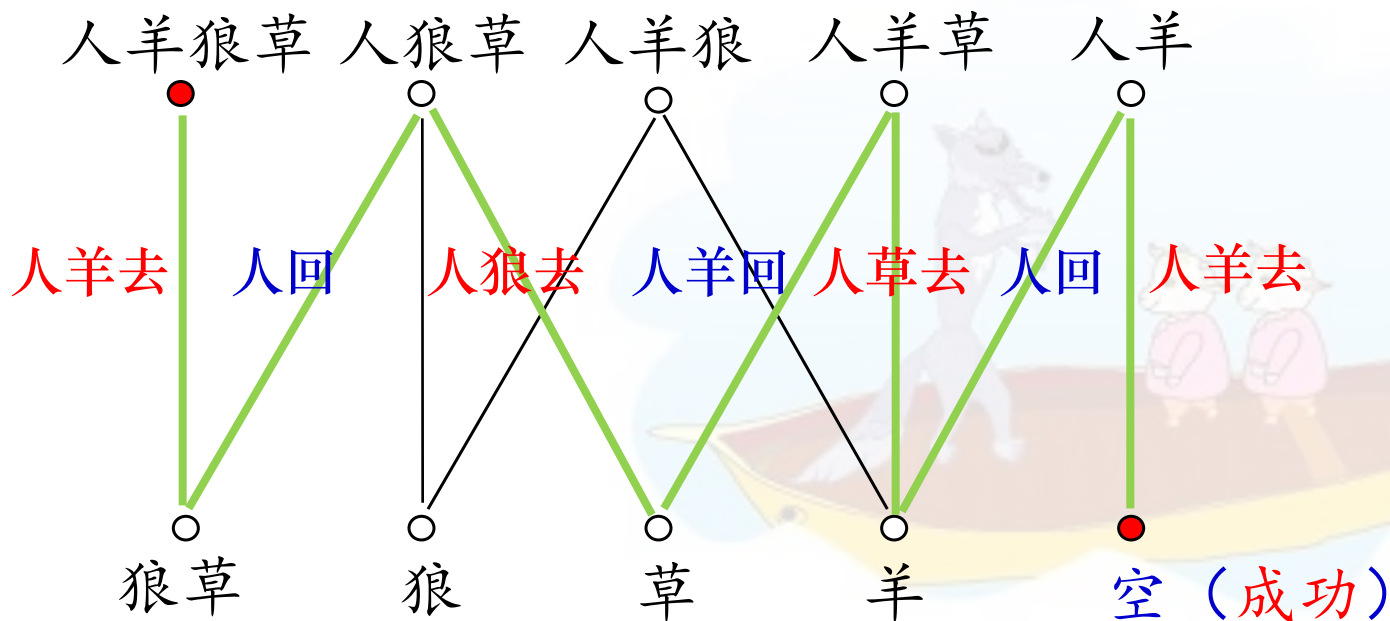 人羊狼草 人狼草 人羊狼 人羊草 人羊
人羊去 人回 人狼去 人羊回 人草去 人回 人羊去
狼草 狼 草 羊 空（成功）